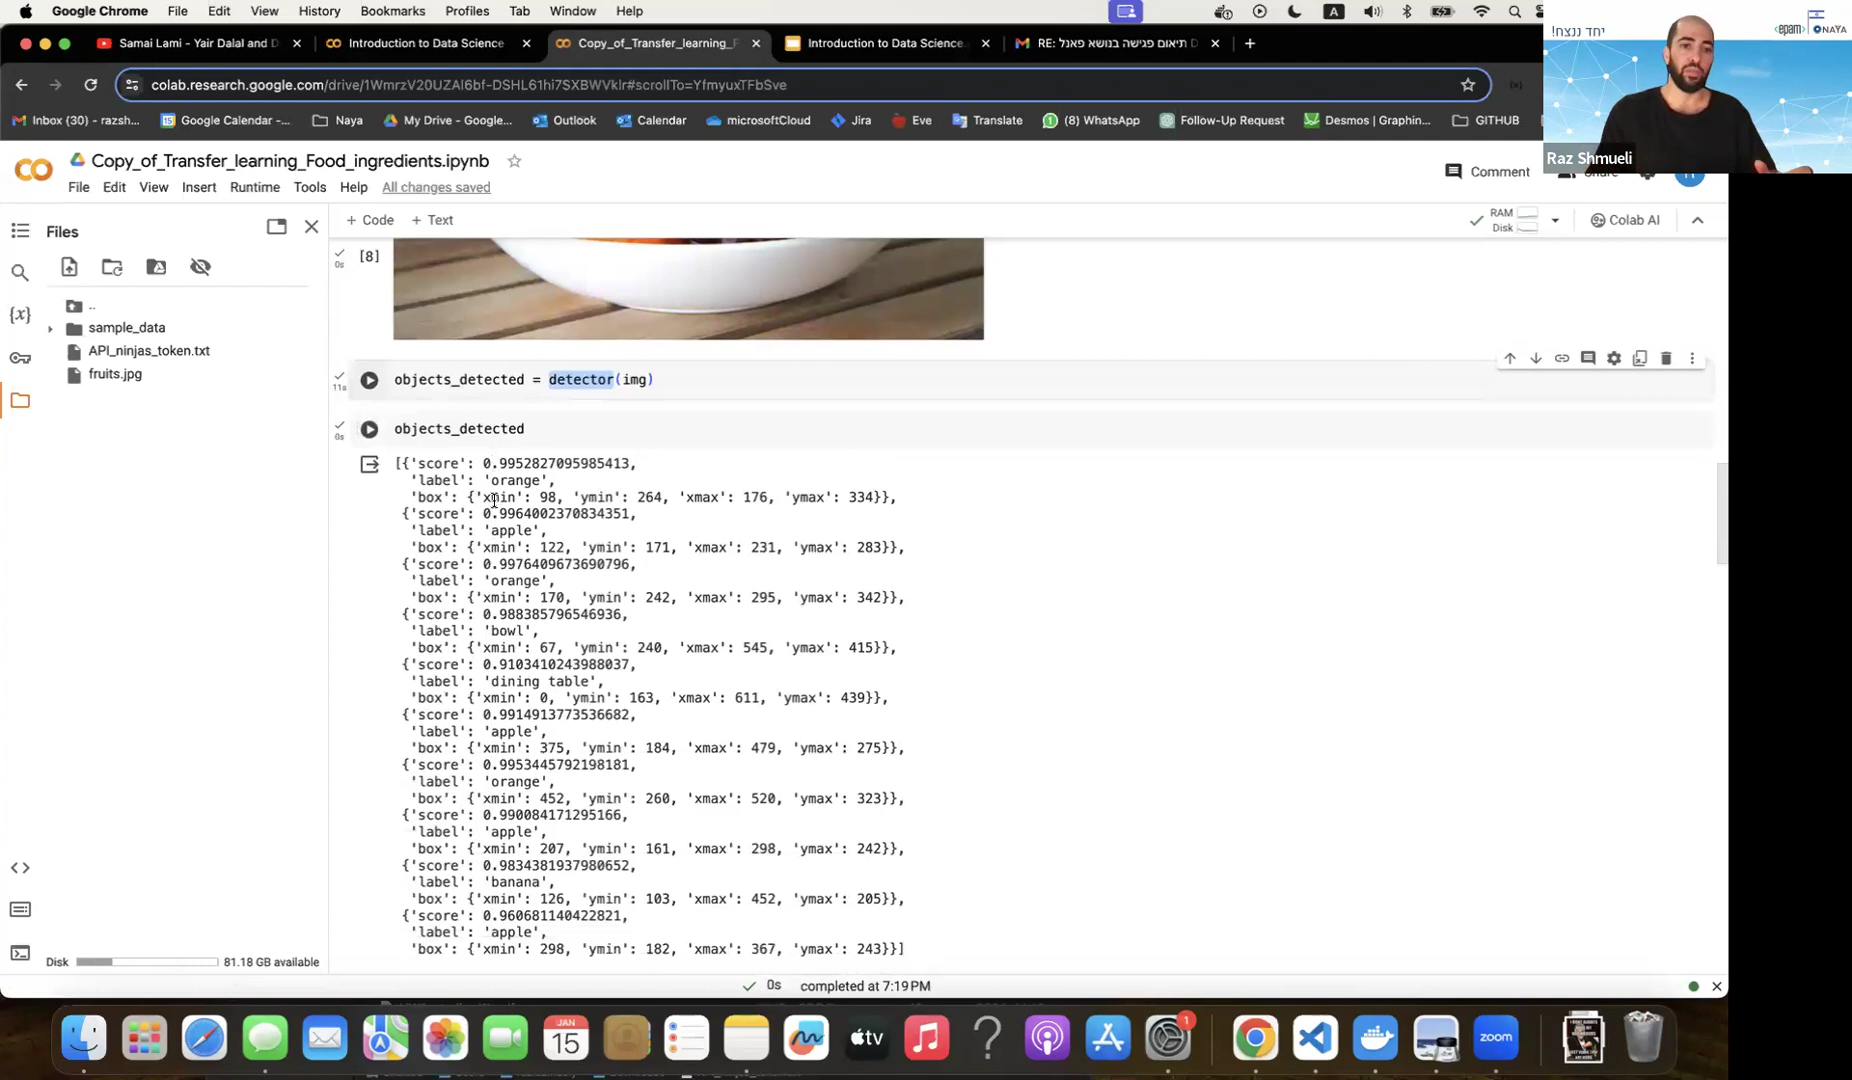 Google Chrome File Edit View History Bookmarks Profiles Tab Window Help
Samai Lami - Yair Dalal and D
Introduction to Data Science
Copy_of_Transfer_learning_F
Introduction to Data Science
RE: תיאום פגישה בנושא פאנל D
יחד ננצח!
<epam> NAYA
colab.research.google.com/drive/1WmrzV20UZAI6bf-DSHL61hi7SXBWVklr#scrollTo=YfmyuxTFbSve
Inbox (30) - razsh...
Google Calendar -...
Naya
My Drive - Google...
Outlook
Calendar
microsoftCloud
Jira
Eve
Translate
(8) WhatsApp
Follow-Up Request
Desmos | Graphin...
GITHUB
Raz Shmueli
Copy_of_Transfer_learning_Food_ingredients.ipynb
Comment
Share
File Edit View Insert Runtime Tools Help All changes saved
Files
+ Code + Text
RAM
Disk
Colab AI
..
sample_data
API_ninjas_token.txt
fruits.jpg
0s
[8]
11s
objects_detected = detector(img)
0s
objects_detected
[{'score': 0.9952827095985413,
'label': 'orange',
'box': {'xmin': 98, 'ymin': 264, 'xmax': 176, 'ymax': 334}},
{'score': 0.9964002370834351,
'label': 'apple',
'box': {'xmin': 122, 'ymin': 171, 'xmax': 231, 'ymax': 283}},
{'score': 0.9976409673690796,
'label': 'orange',
'box': {'xmin': 170, 'ymin': 242, 'xmax': 295, 'ymax': 342}},
{'score': 0.988385796546936,
'label': 'bowl',
'box': {'xmin': 67, 'ymin': 240, 'xmax': 545, 'ymax': 415}},
{'score': 0.9103410243988037,
'label': 'dining table',
'box': {'xmin': 0, 'ymin': 163, 'xmax': 611, 'ymax': 439}},
{'score': 0.9914913773536682,
'label': 'apple',
'box': {'xmin': 375, 'ymin': 184, 'xmax': 479, 'ymax': 275}},
{'score': 0.9953445792198181,
'label': 'orange',
'box': {'xmin': 452, 'ymin': 260, 'xmax': 520, 'ymax': 323}},
{'score': 0.990084171295166,
'label': 'apple',
'box': {'xmin': 207, 'ymin': 161, 'xmax': 298, 'ymax': 242}},
{'score': 0.9834381937980652,
'label': 'banana',
'box': {'xmin': 126, 'ymin': 103, 'xmax': 452, 'ymax': 205}},
{'score': 0.960681140422821,
'label': 'apple',
'box': {'xmin': 298, 'ymin': 182, 'xmax': 367, 'ymax': 243}}]
Disk 81.18 GB available
0s completed at 7:19 PM
JAN
15
tv
1
zoom